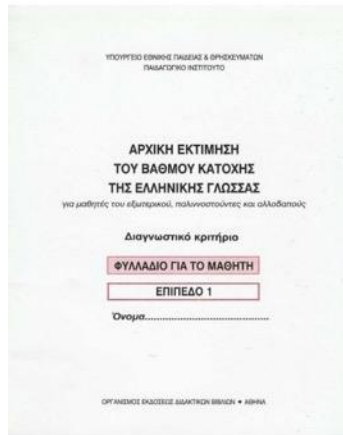 ΥΠΟΥΡΓΕΙΟ ΕΘΝΙΚΗΣ ΠΑΙΔΕΙΑΣ & ΘΡΗΣΚΕΥΜΑΤΩΝ
ΠΑΙΔΑΓΩΓΙΚΟ ΙΝΣΤΙΤΟΥΤΟ
ΑΡΧΙΚΗ ΕΚΤΙΜΗΣΗ
ΤΟΥ ΒΑΘΜΟΥ ΚΑΤΟΧΗΣ
ΤΗΣ ΕΛΛΗΝΙΚΗΣ ΓΛΩΣΣΑΣ
για μαθητές του εξωτερικού, παλιννοστούντες και αλλοδαπούς
Διαγνωστικό κριτήριο
ΦΥΛΛΑΔΙΟ ΓΙΑ ΤΟ ΜΑΘΗΤΗ
ΕΠΙΠΕΔΟ 1
Όνομα..............................................
ΟΡΓΑΝΙΣΜΟΣ ΕΚΔΟΣΕΩΣ ΔΙΔΑΚΤΙΚΩΝ ΒΙΒΛΙΩΝ • ΑΘΗΝΑ